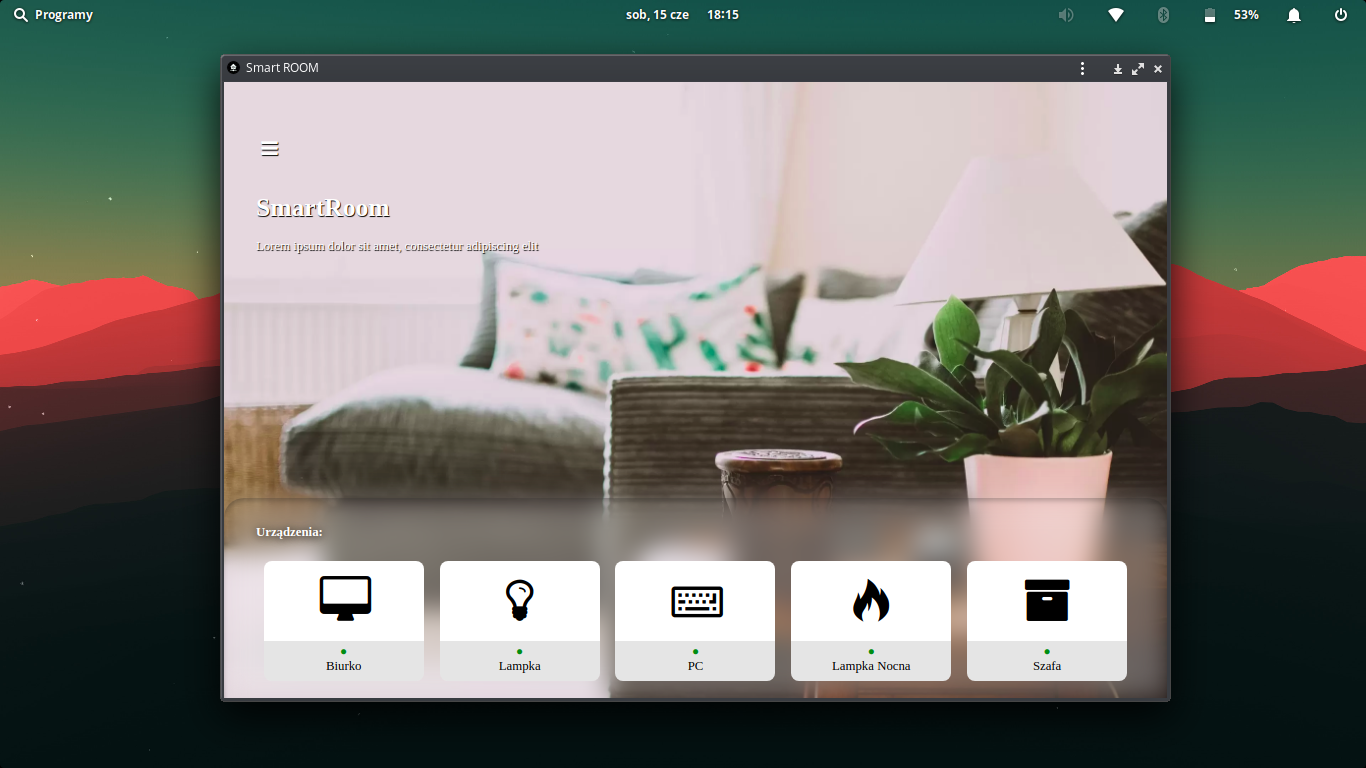 Programy
sob, 15 cze 18:15
53%
Smart ROOM
SmartRoom
Lorem ipsum dolor sit amet, consectetur adipiscing elit
Urządzenia:
Biurko
Lampka
PC
Lampka Nocna
Szafa